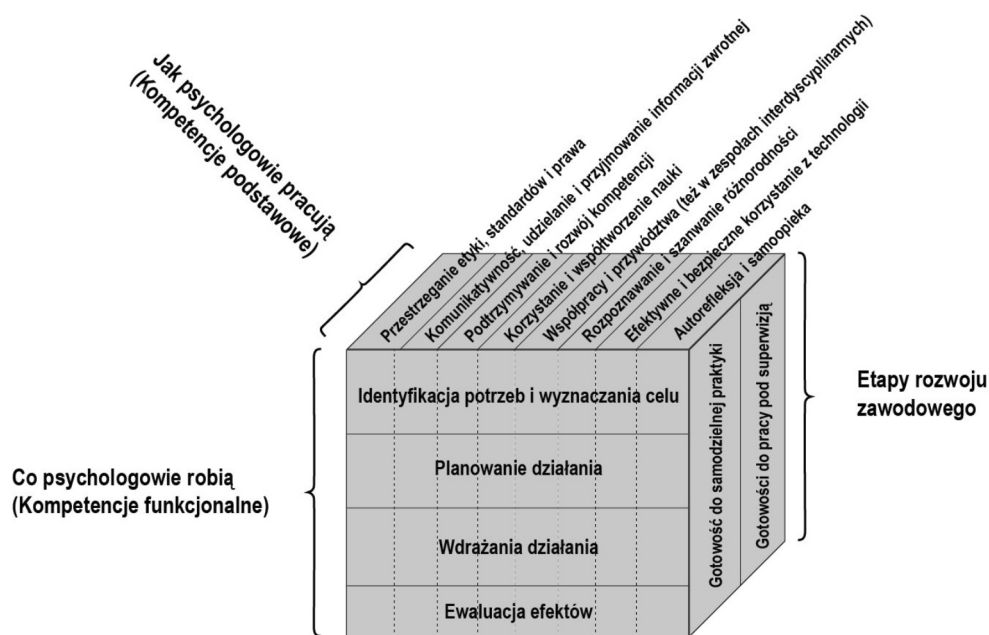 Jak psychologowie pracują
(Kompetencje podstawowe)
Przestrzeganie etyki, standardów i prawa
Komunikatywność, udzielanie i przyjmowanie informacji zwrotnej
Podtrzymywanie i rozwój kompetencji
Korzystanie i współtworzenie nauki
Współpracy i przywództwa (też w zespołach interdyscyplinarnych)
Rozpoznawanie i szanwanie różnorodności
Efektywne i bezpieczne korzystanie z technologii
Autorefleksja i samoopieka
Co psychologowie robią
(Kompetencje funkcjonalne)
Identyfikacja potrzeb i wyznaczania celu
Planowanie działania
Wdrażania działania
Ewaluacja efektów
Gotowość do samodzielnej praktyki
Gotowości do pracy pod superwizją
Etapy rozwoju
zawodowego